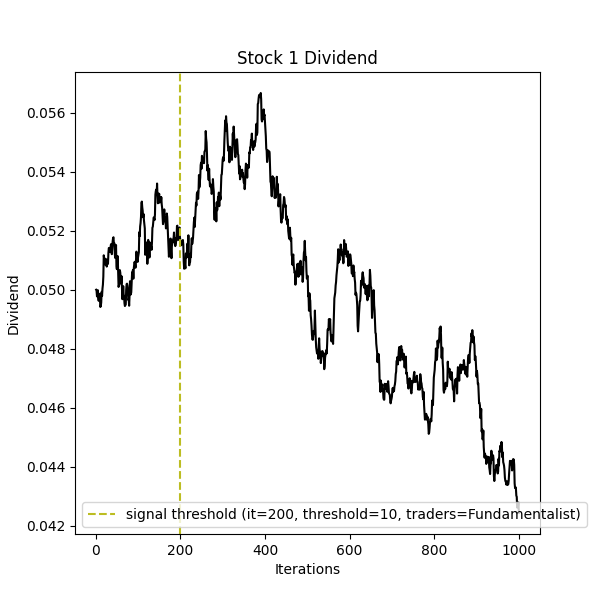 Stock 1 Dividend
0.056
0.054
0.052
0.050
0.048
0.046
0.044
0.042
Dividend
signal threshold (it=200, threshold=10, traders=Fundamentalist)
0 200 400 600 800 1000
Iterations